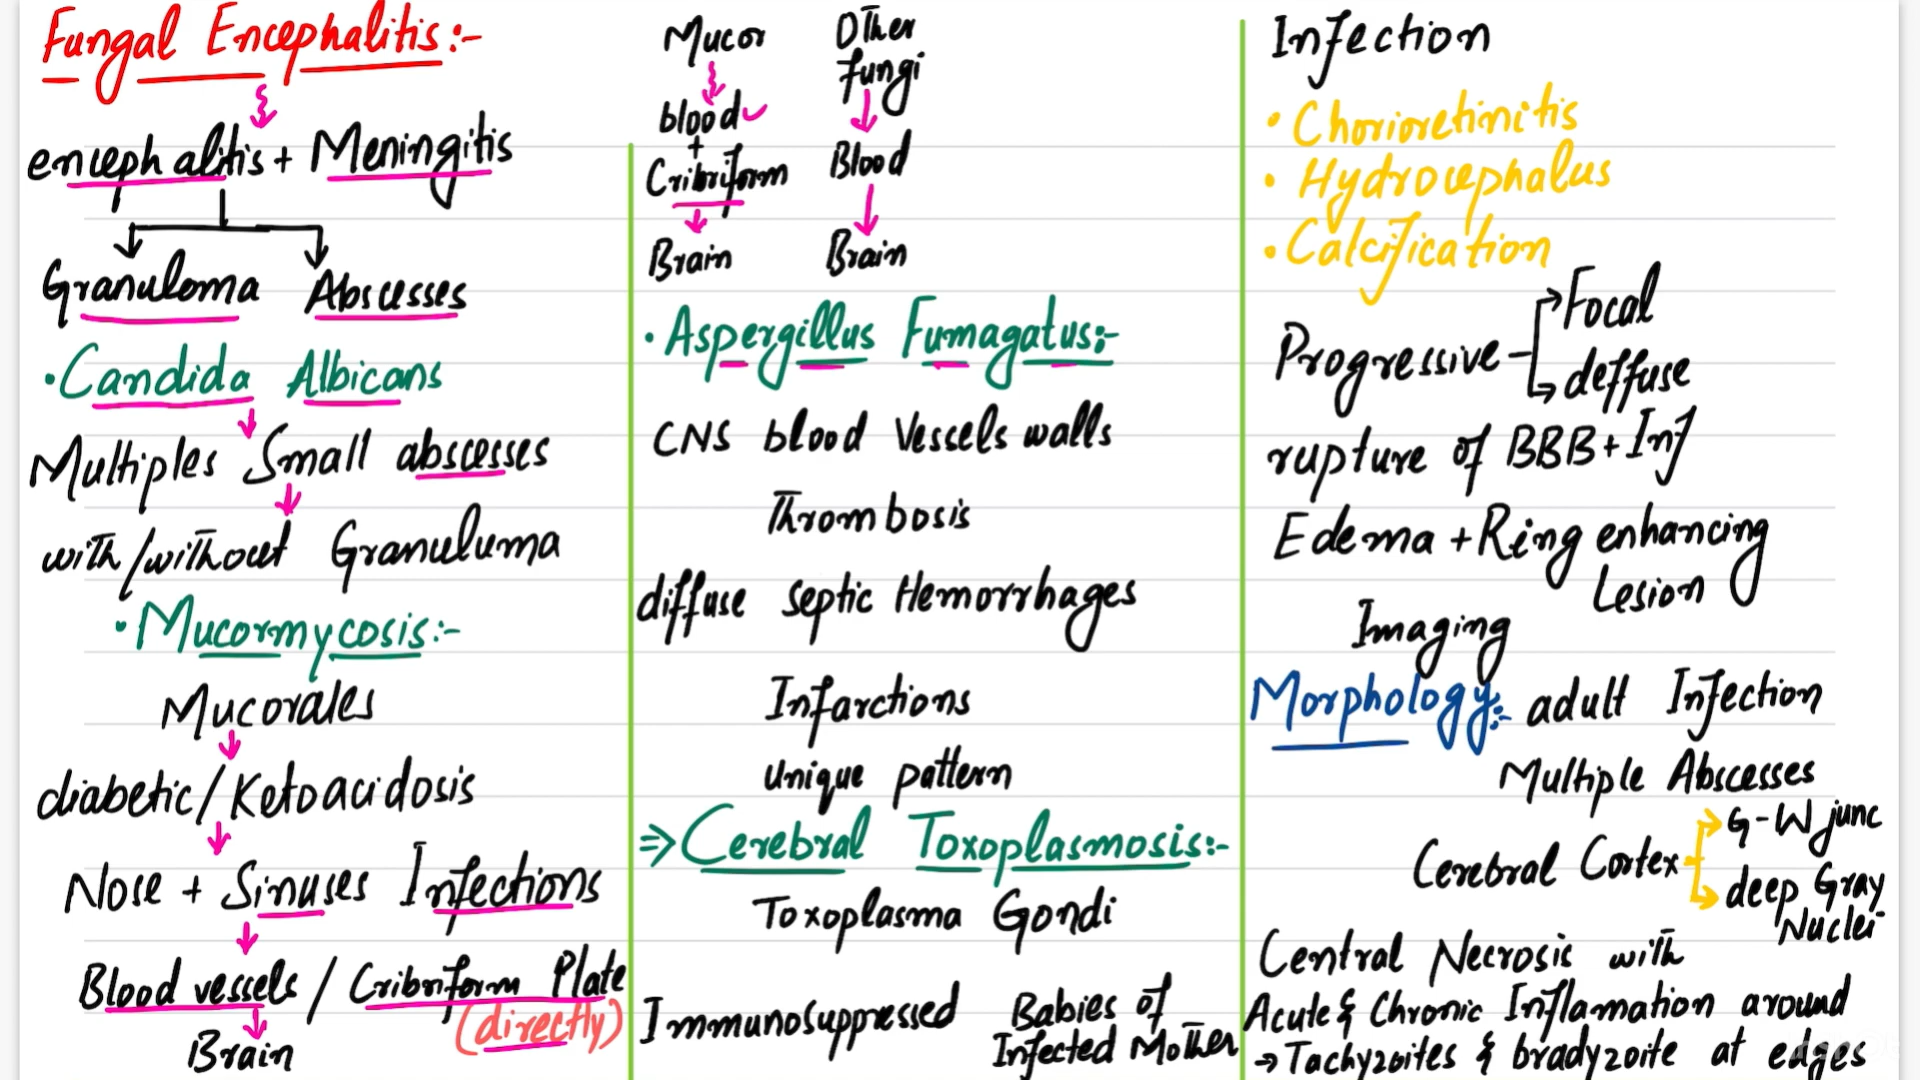 Fungal Encephalitis:-
encephalitis + Meningitis
Granuloma Abscesses
• Candida Albicans
Multiples Small abscesses
with/without Granuluma
• Mucormycosis:-
Mucorales
diabetic/Ketoacidosis
Nose + Sinuses Infections
Blood vessels / Cribriform Plate
(directly)
Brain
Mucor
blood
+
Cribriform
Brain
Other
fungi
Blood
Brain
• Aspergillus Fumagatus:-
CNS blood Vessels walls
Thrombosis
diffuse septic Hemorrhages
Infarctions
unique pattern
⇒ Cerebral Toxoplasmosis:-
Toxoplasma Gondi
Immunosuppressed
Babies of
Infected Mother
Infection
• Chorioretinitis
• Hydrocephalus
• Calcification
Progressive
Focal
deffuse
rupture of BBB + Inf
Edema + Ring enhancing
Lesion
Imaging
Morphology:- adult Infection
Multiple Abscesses
Cerebral Cortex
G-W junc
deep Gray
Nuclei
Central Necrosis with
Acute & Chronic Inflamation around
→ Tachyzoites & bradyzoite at edges